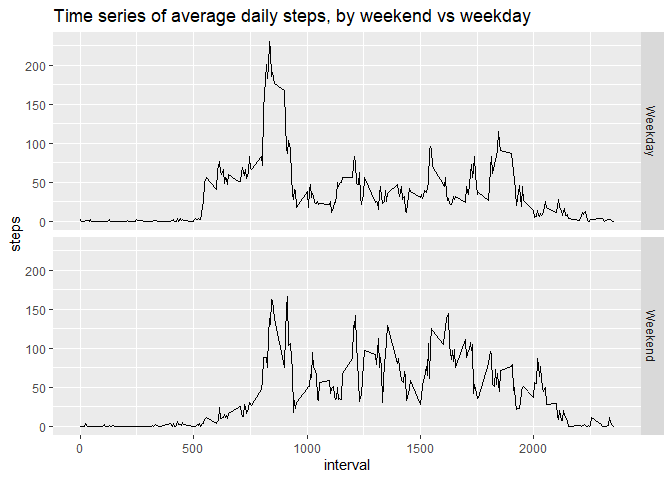 Time series of average daily steps, by weekend vs weekday
200
150
100
50
0
Weekday
steps
200
150
100
50
0
Weekend
0 500 1000 1500 2000
interval